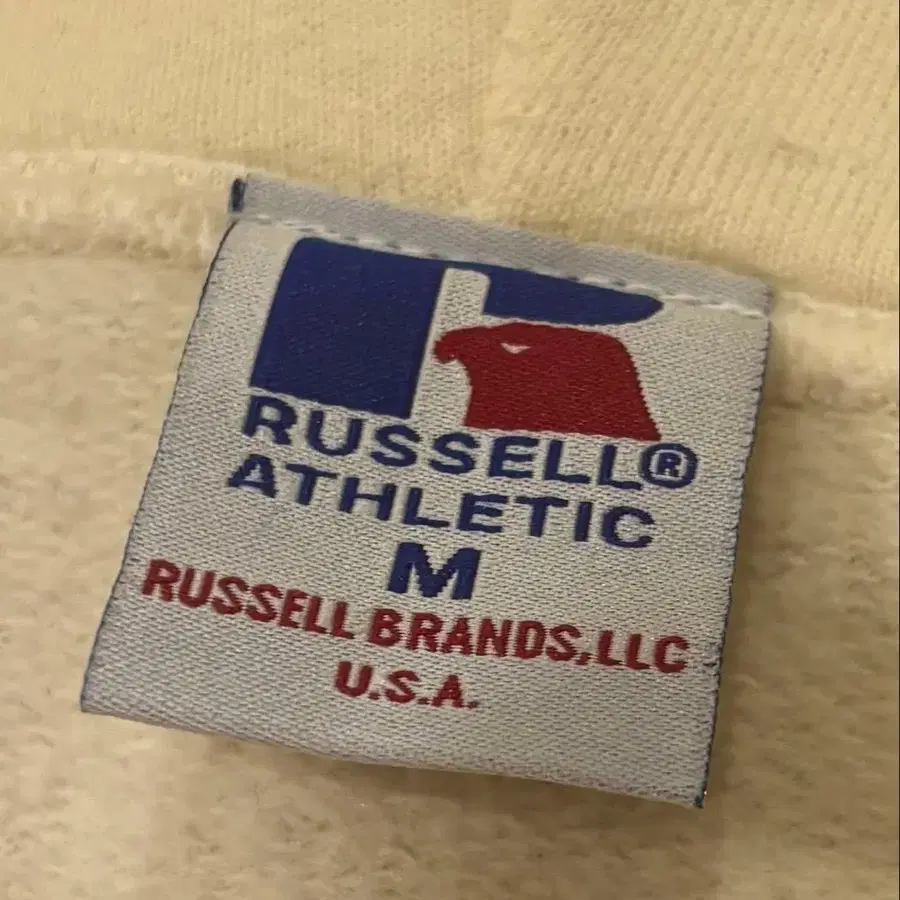 RUSSELL®
ATHLETIC
M
RUSSELL BRANDS,LLC
U.S.A.